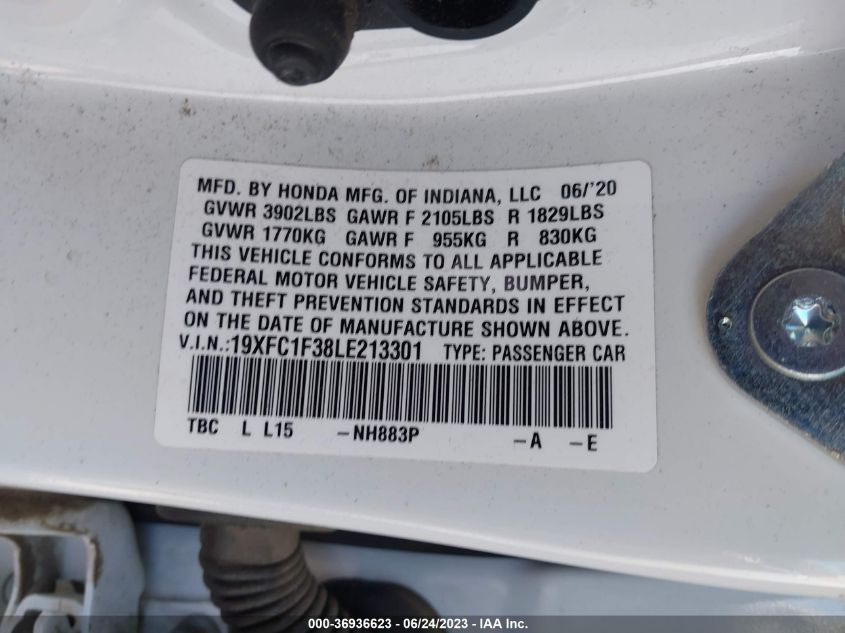 MFD. BY HONDA MFG. OF INDIANA, LLC 06/'20
GVWR 3902LBS GAWR F 2105LBS R 1829LBS
GVWR 1770KG GAWR F 955KG R 830KG
THIS VEHICLE CONFORMS TO ALL APPLICABLE
FEDERAL MOTOR VEHICLE SAFETY, BUMPER,
AND THEFT PREVENTION STANDARDS IN EFFECT
ON THE DATE OF MANUFACTURE SHOWN ABOVE.
V.I.N.:19XFC1F38LE213301 TYPE: PASSENGER CAR
TBC L L15 -NH883P -A -E
000-36936623 - 06/24/2023 - IAA Inc.